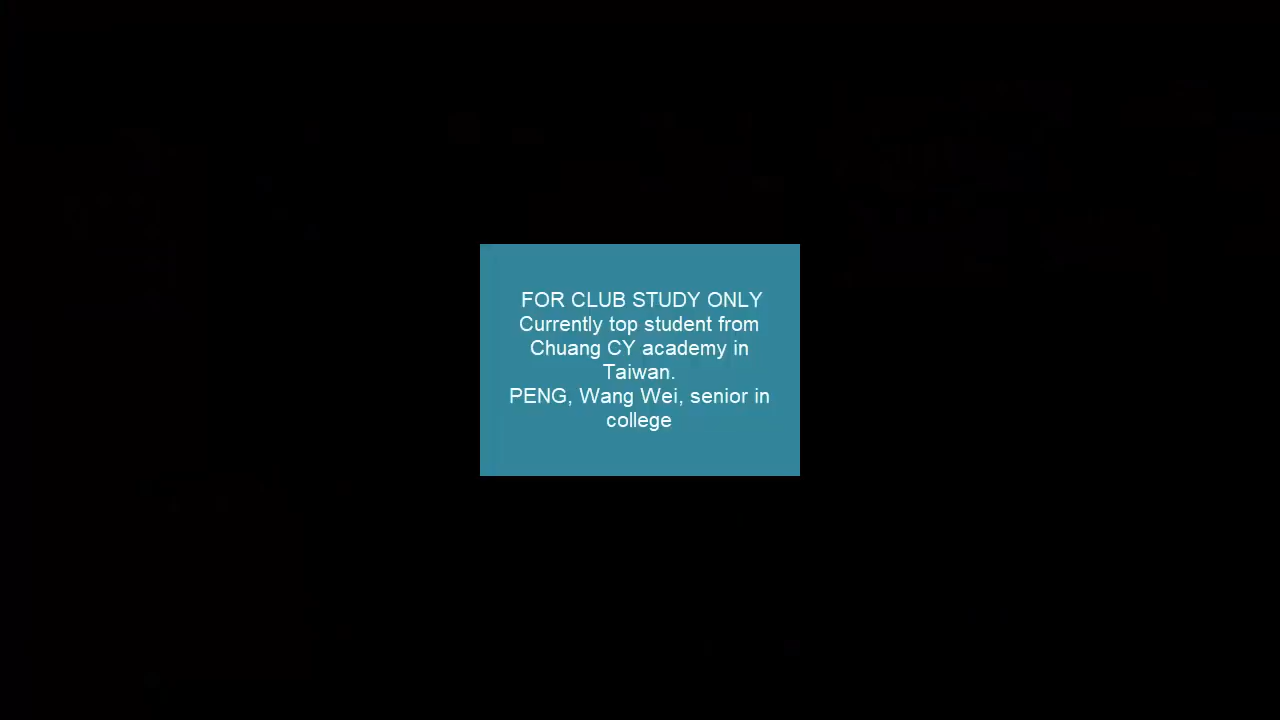 FOR CLUB STUDY ONLY
Currently top student from
Chuang CY academy in
Taiwan.
PENG, Wang Wei, senior in
college